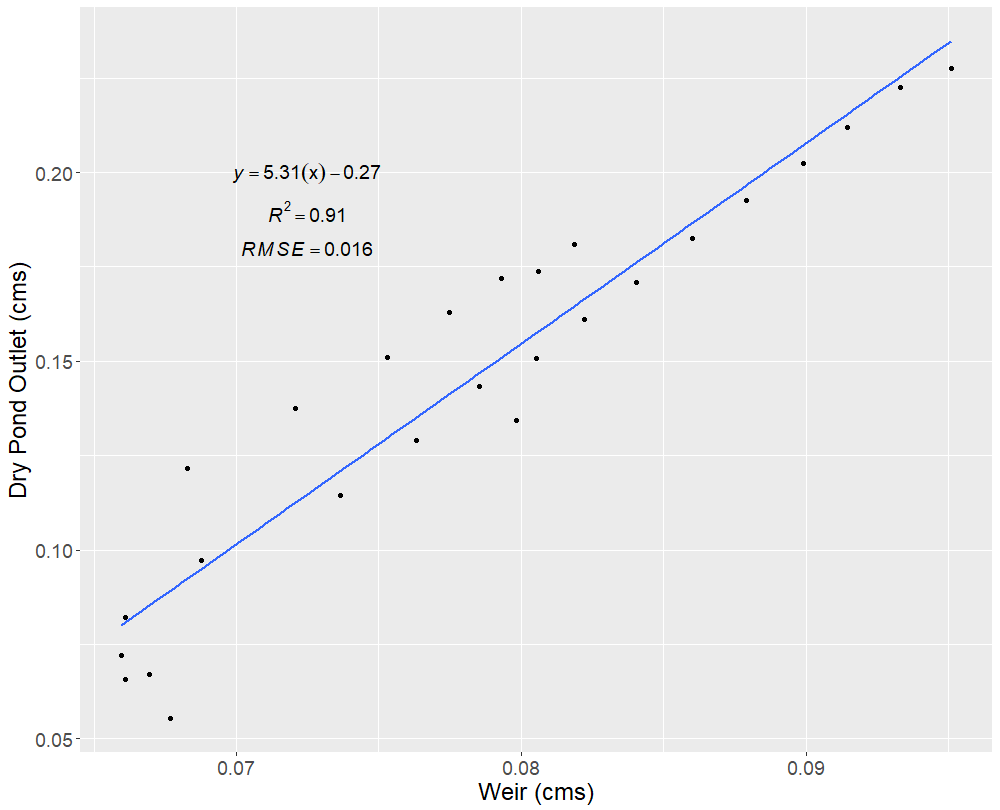 y = 5.31(x) − 0.27
R² = 0.91
RMSE = 0.016
0.20
0.15
0.10
0.05
Dry Pond Outlet (cms)
0.07 0.08 0.09
Weir (cms)